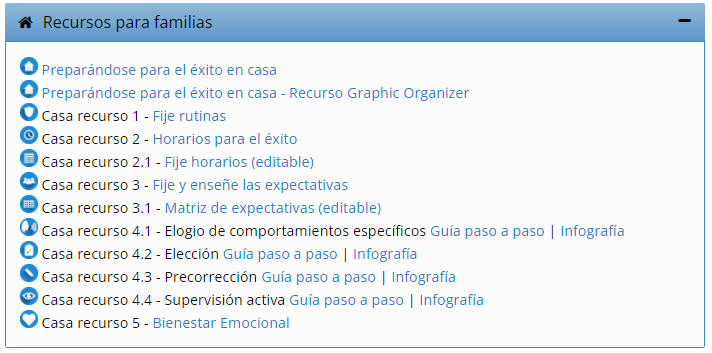 Recursos para familias
Preparándose para el éxito en casa
Preparándose para el éxito en casa - Recurso Graphic Organizer
Casa recurso 1 - Fije rutinas
Casa recurso 2 - Horarios para el éxito
Casa recurso 2.1 - Fije horarios (editable)
Casa recurso 3 - Fije y enseñe las expectativas
Casa recurso 3.1 - Matriz de expectativas (editable)
Casa recurso 4.1 - Elogio de comportamientos específicos Guía paso a paso | Infografía
Casa recurso 4.2 - Elección Guía paso a paso | Infografía
Casa recurso 4.3 - Precorrección Guía paso a paso | Infografía
Casa recurso 4.4 - Supervisión activa Guía paso a paso | Infografía
Casa recurso 5 - Bienestar Emocional